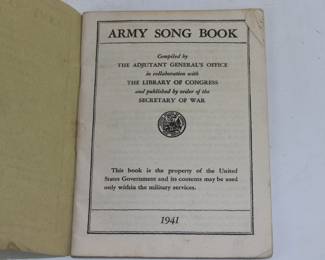 ARMY SONG BOOK
Compiled by
THE ADJUTANT GENERAL'S OFFICE
in collaboration with
THE LIBRARY OF CONGRESS
and published by order of the
SECRETARY OF WAR
This book is the property of the United
States Government and its contents may be used
only within the military services.
1941